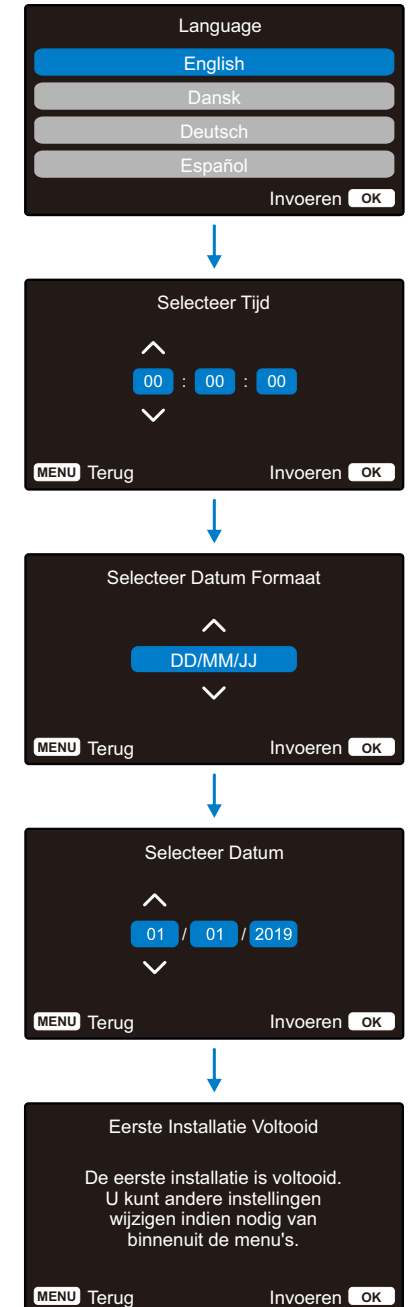 Language
English
Dansk
Deutsch
Español
Invoeren OK
Selecteer Tijd
00 : 00 : 00
MENU Terug Invoeren OK
Selecteer Datum Formaat
DD/MM/JJ
MENU Terug Invoeren OK
Selecteer Datum
01 / 01 / 2019
MENU Terug Invoeren OK
Eerste Installatie Voltooid
De eerste installatie is voltooid.
U kunt andere instellingen
wijzigen indien nodig van
binnenuit de menu's.
MENU Terug Invoeren OK